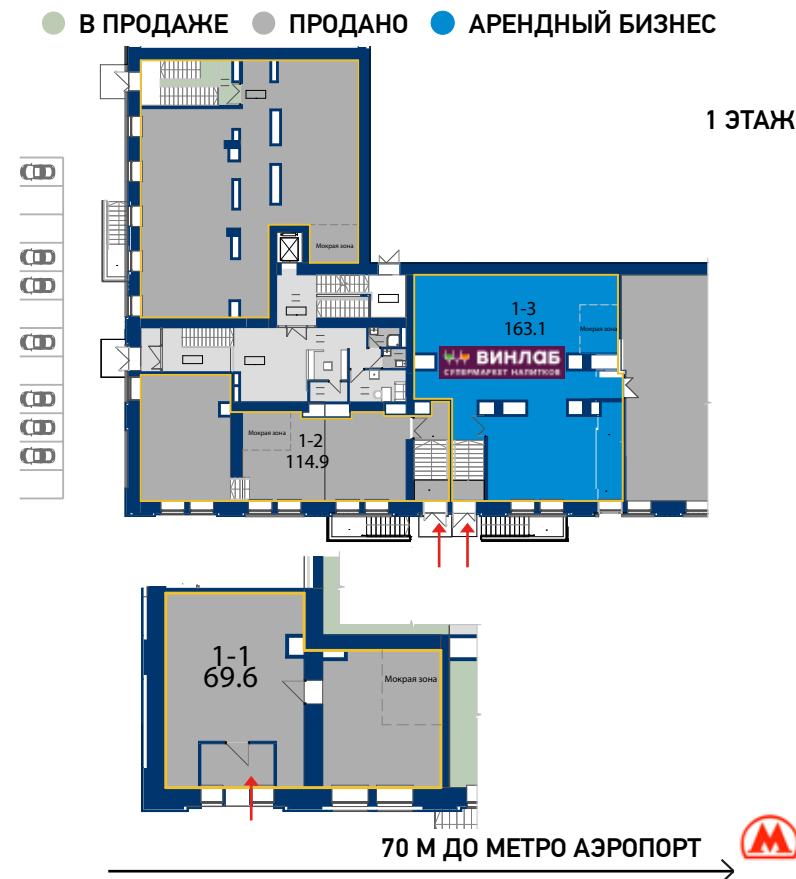 В ПРОДАЖЕ ПРОДАНО АРЕНДНЫЙ БИЗНЕС
1 ЭТАЖ
Мокрая зона
1-3
163.1
Мокрая зона
ВИНЛАБ
СУПЕРМАРКЕТ НАПИТКОВ
Мокрая зона
1-2
114.9
1-1
69.6
Мокрая зона
70 М ДО МЕТРО АЭРОПОРТ
М